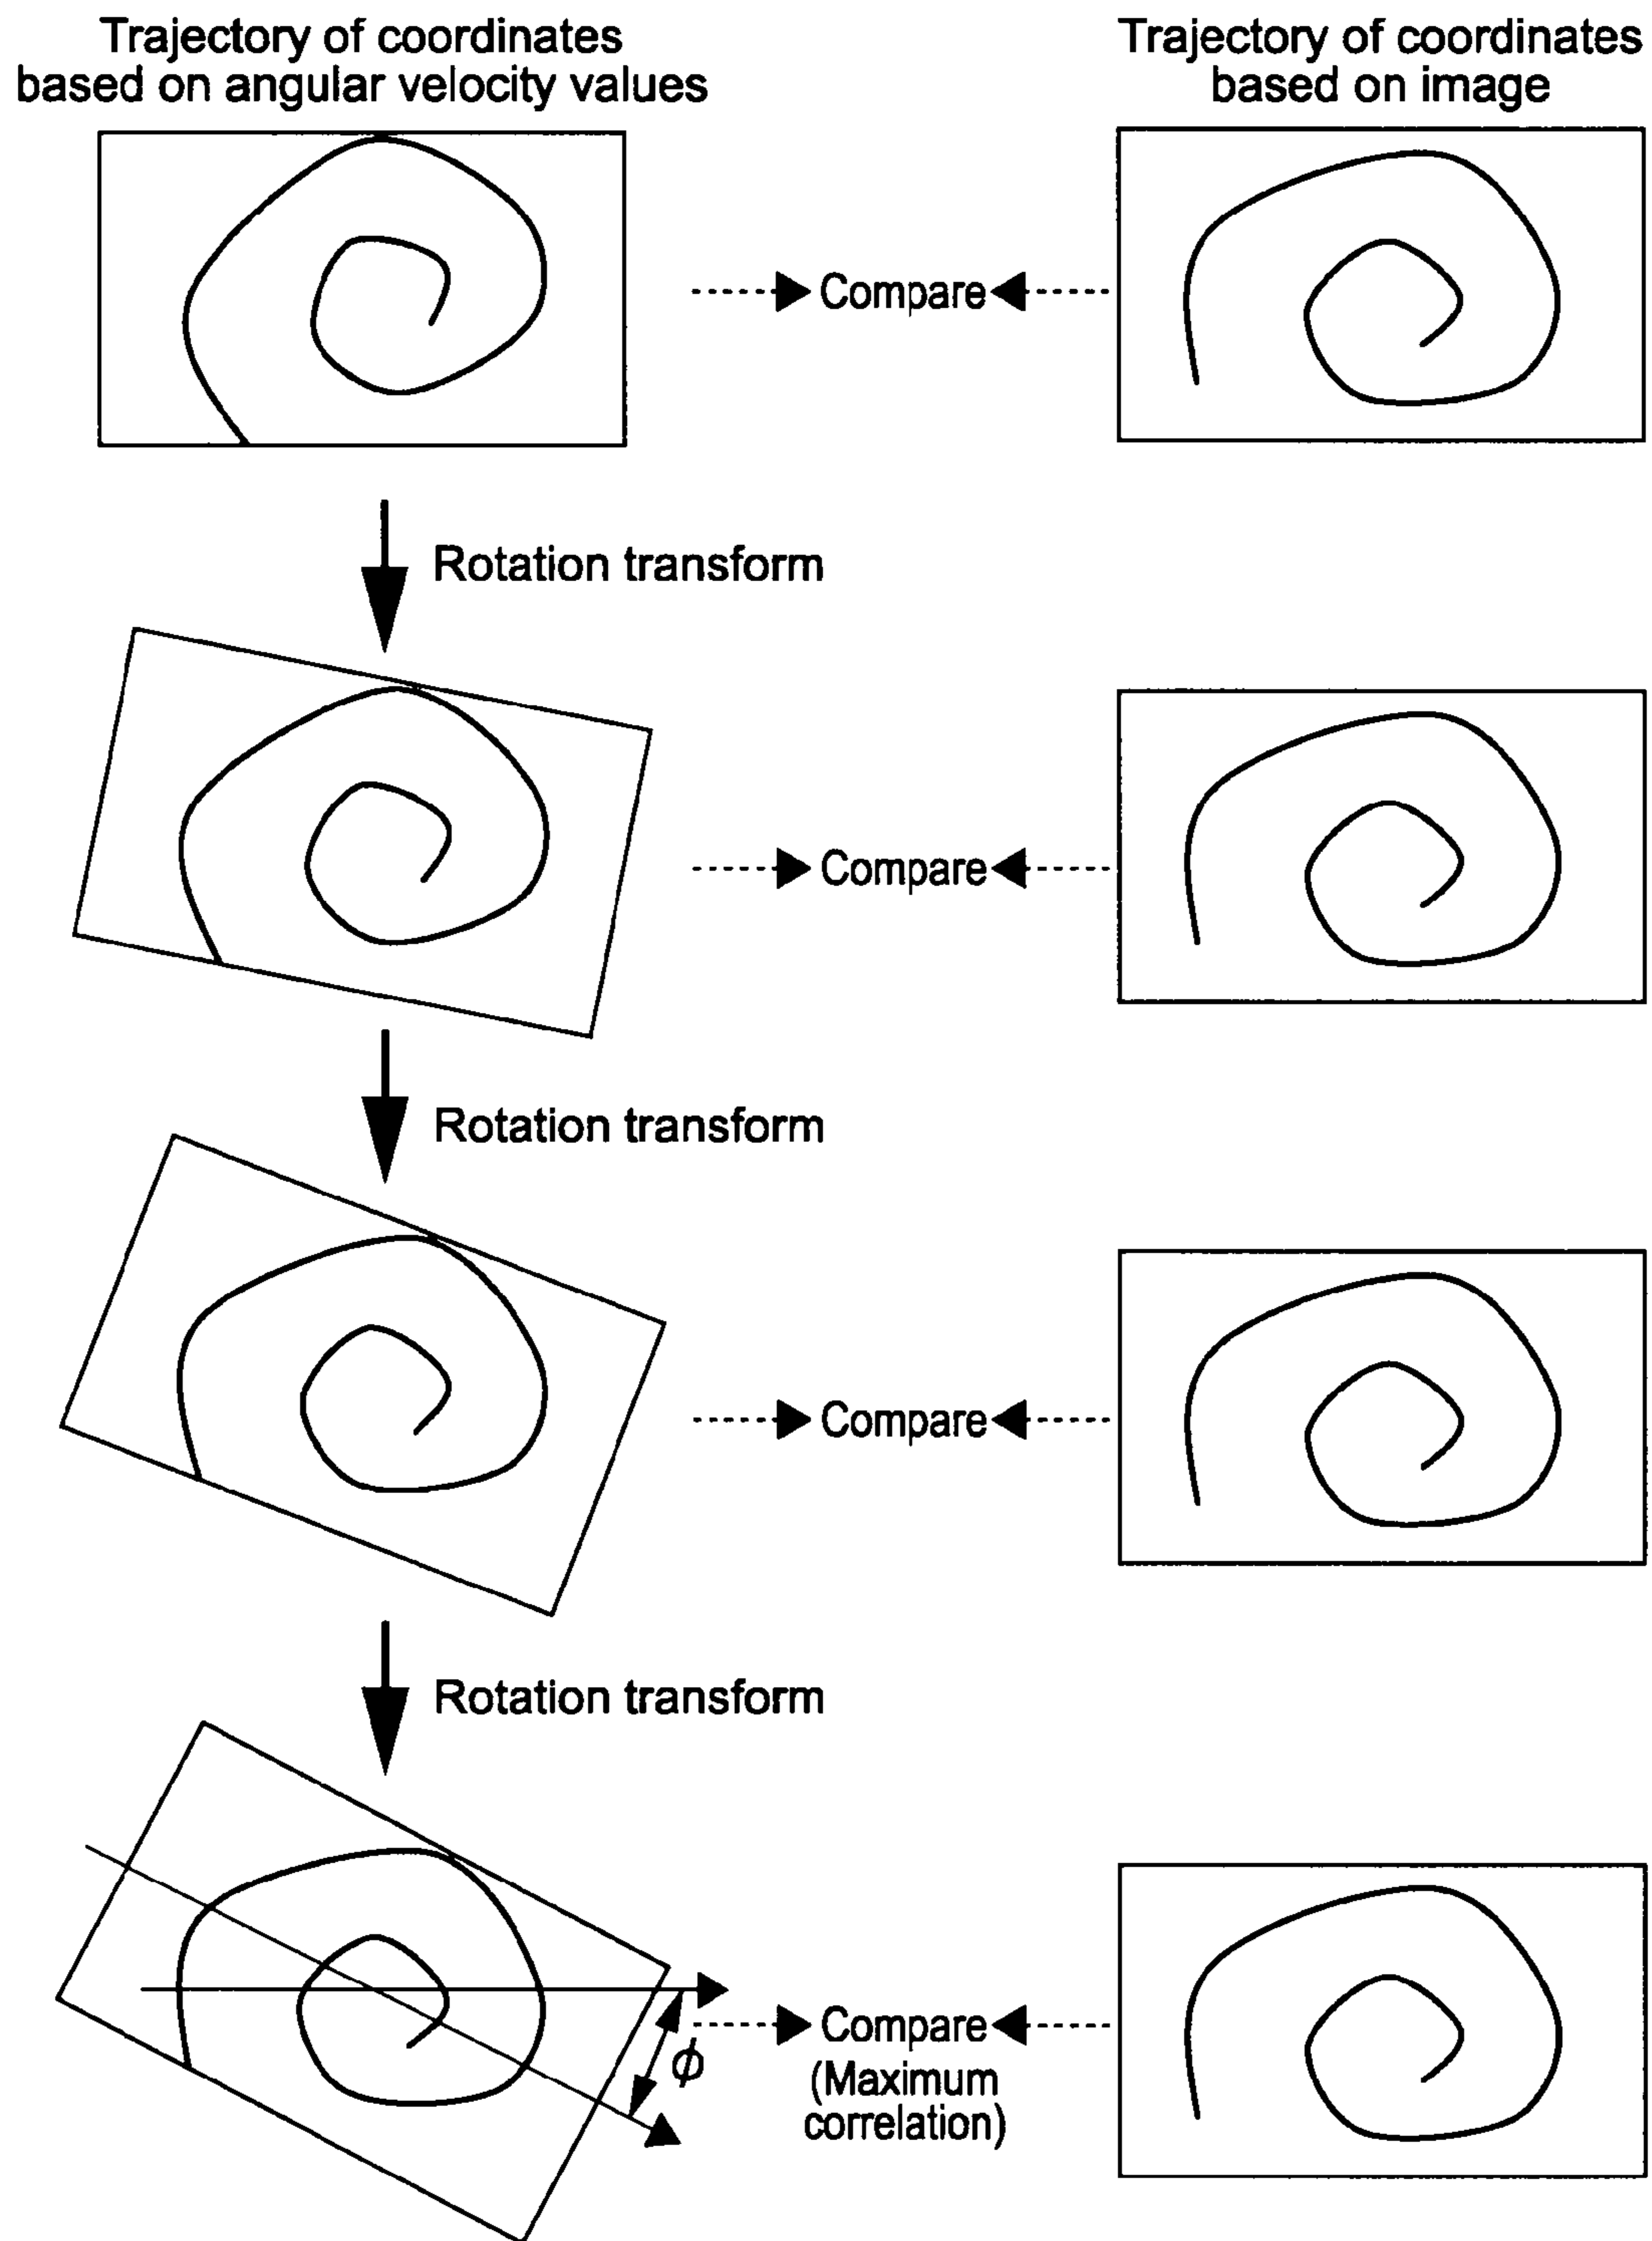 Trajectory of coordinates
based on angular velocity values
Trajectory of coordinates
based on image
Compare
Rotation transform
Compare
Rotation transform
Compare
Rotation transform
Compare
(Maximum
correlation)
ϕ